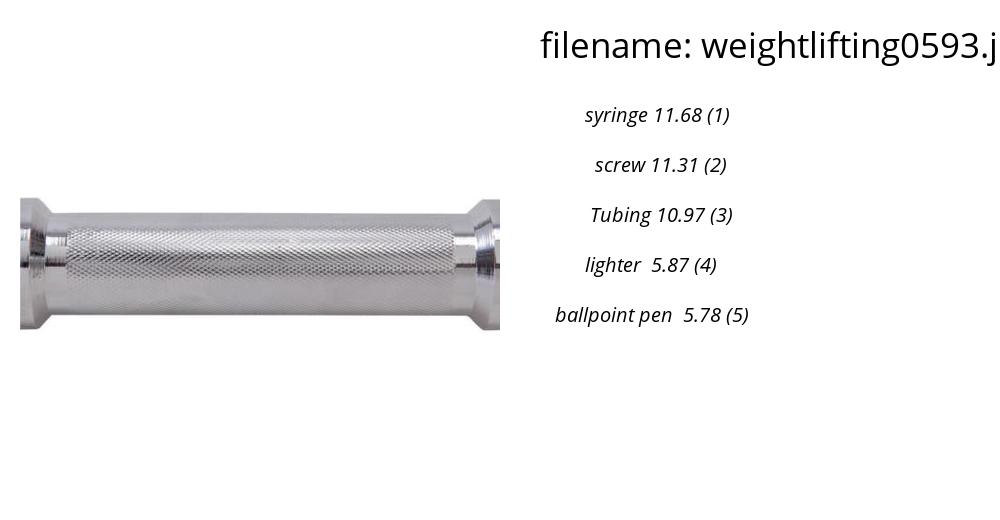 filename: weightlifting0593.j
syringe 11.68 (1)
screw 11.31 (2)
Tubing 10.97 (3)
lighter 5.87 (4)
ballpoint pen 5.78 (5)